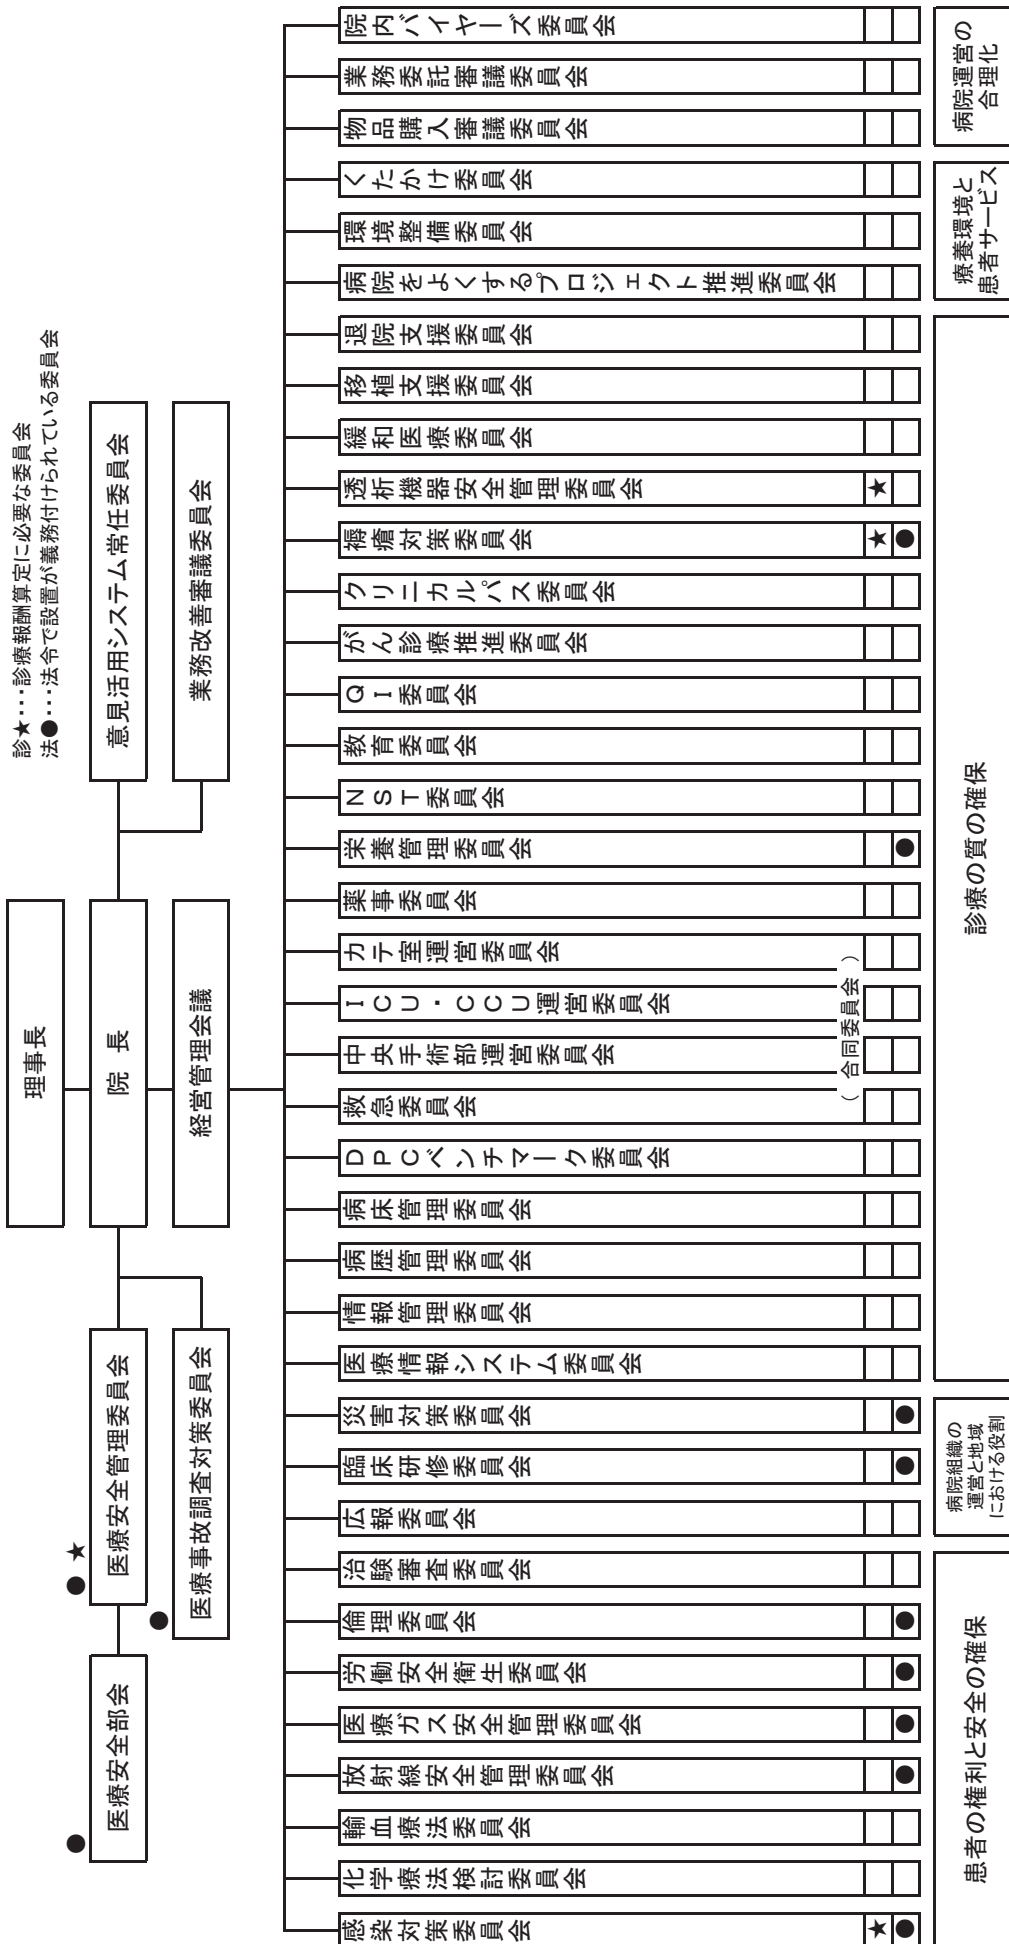 診★･･･診療報酬算定に必要な委員会
法●･･･法令で設置が義務付けられている委員会
理事長
院　長
経営管理会議
意見活用システム常任委員会
業務改善審議委員会
●★
医療安全管理委員会
●
医療事故調査対策委員会
●
医療安全部会
感染対策委員会 ★ ●
化学療法検討委員会
輸血療法委員会
放射線安全管理委員会 ●
医療ガス安全管理委員会 ●
労働安全衛生委員会 ●
倫理委員会 ●
治験審査委員会
広報委員会
臨床研修委員会 ●
災害対策委員会 ●
医療情報システム委員会
情報管理委員会
病歴管理委員会
病床管理委員会
DPCベンチマーク委員会
救急委員会
中央手術部運営委員会
ICU・CCU運営委員会
カテ室運営委員会
（合同委員会）
薬事委員会
栄養管理委員会 ●
NST委員会
教育委員会
QI委員会
がん診療推進委員会
クリニカルパス委員会
褥瘡対策委員会 ★ ●
透析機器安全管理委員会 ★
緩和医療委員会
移植支援委員会
退院支援委員会
病院をよくするプロジェクト推進委員会
環境整備委員会
くたかけ委員会
物品購入審議委員会
業務委託審議委員会
院内バイヤーズ委員会
患者の権利と安全の確保
病院組織の
運営と地域
における役割
診療の質の確保
療養環境と
患者サービス
病院運営の
合理化